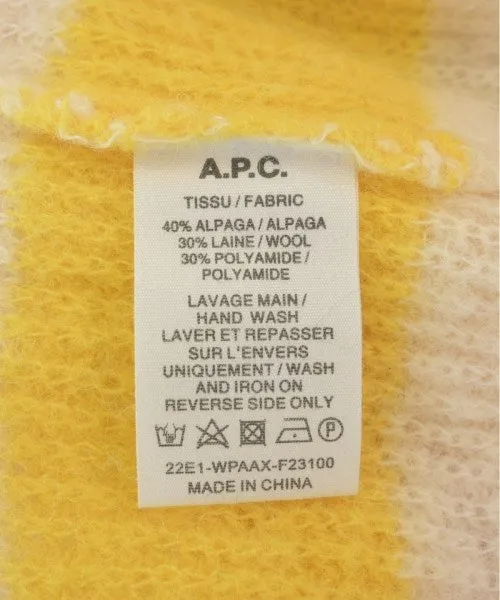 A.P.C.
TISSU / FABRIC
40% ALPAGA / ALPAGA
30% LAINE / WOOL
30% POLYAMIDE /
POLYAMIDE
LAVAGE MAIN /
HAND WASH
LAVER ET REPASSER
SUR L'ENVERS
UNIQUEMENT / WASH
AND IRON ON
REVERSE SIDE ONLY
P
22E1-WPAAX-F23100
MADE IN CHINA